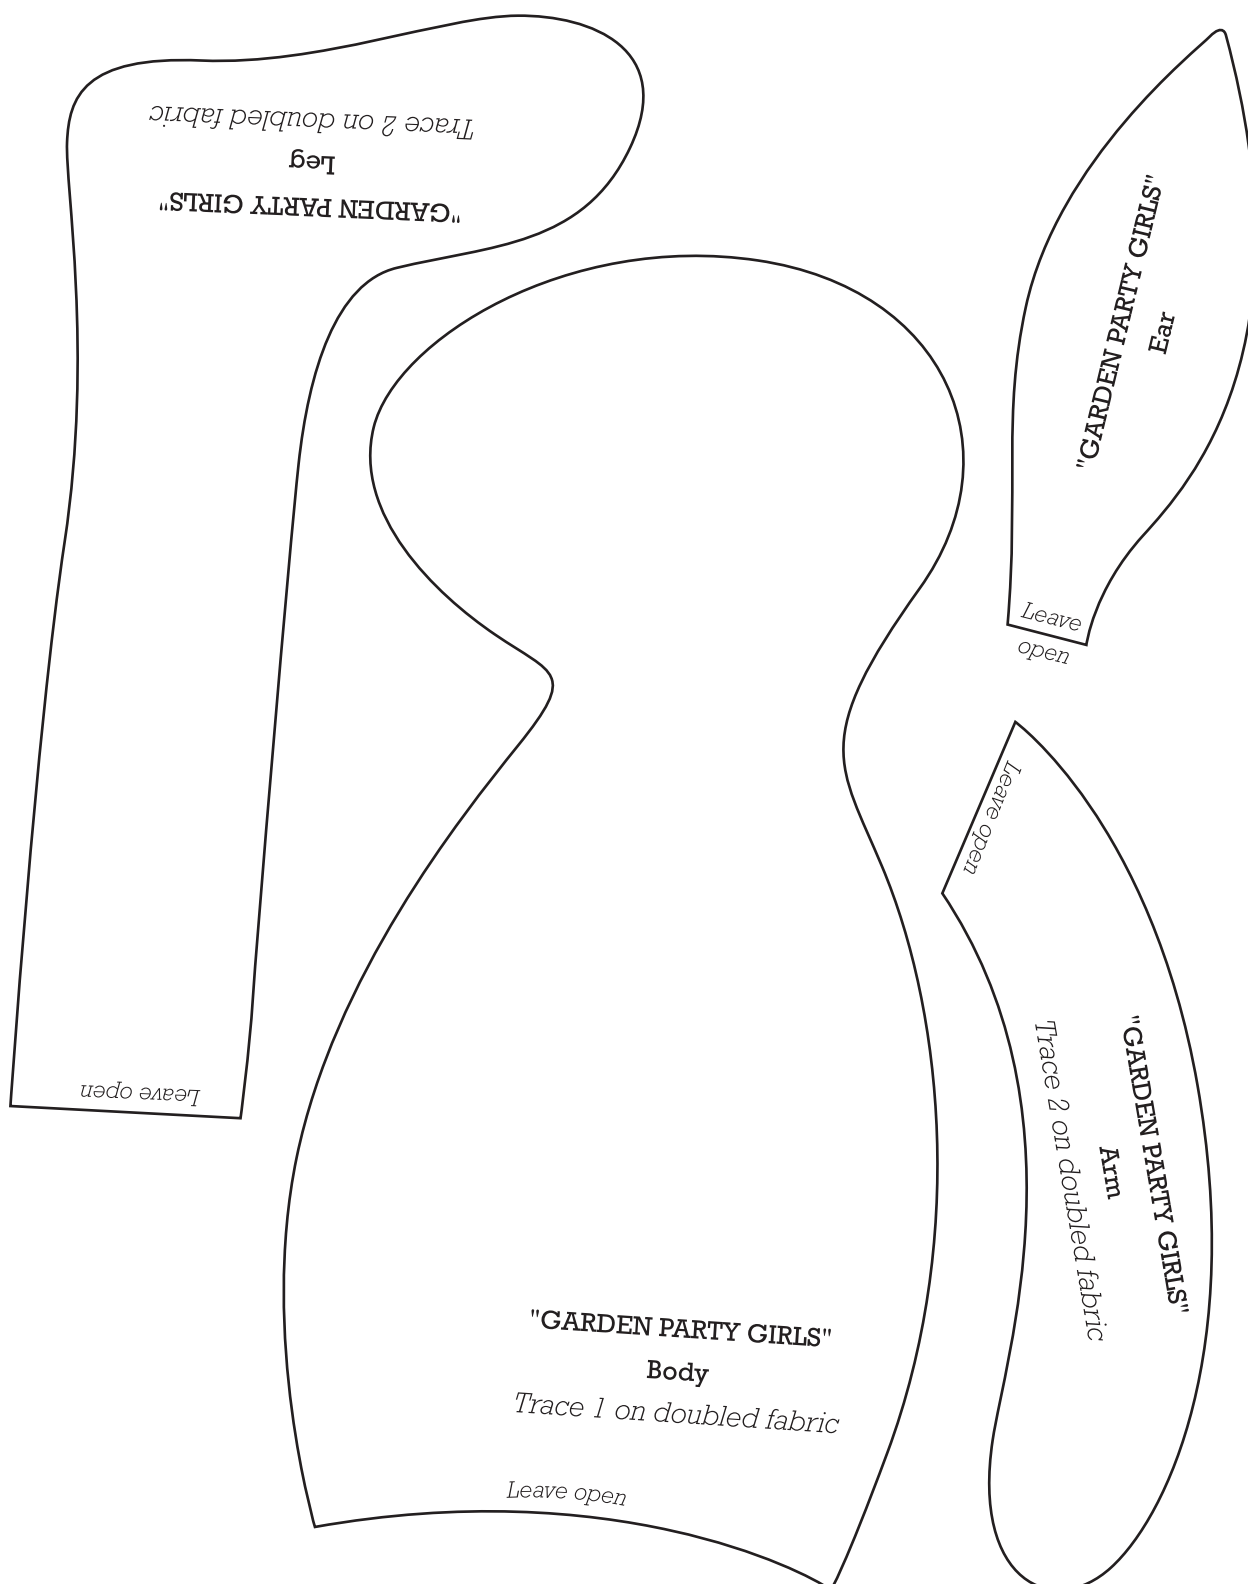 "GARDEN PARTY GIRLS"
Leg
Trace 2 on doubled fabric
Leave open
"GARDEN PARTY GIRLS"
Ear
Leave
open
Leave open
"GARDEN PARTY GIRLS"
Arm
Trace 2 on doubled fabric
"GARDEN PARTY GIRLS"
Body
Trace 1 on doubled fabric
Leave open